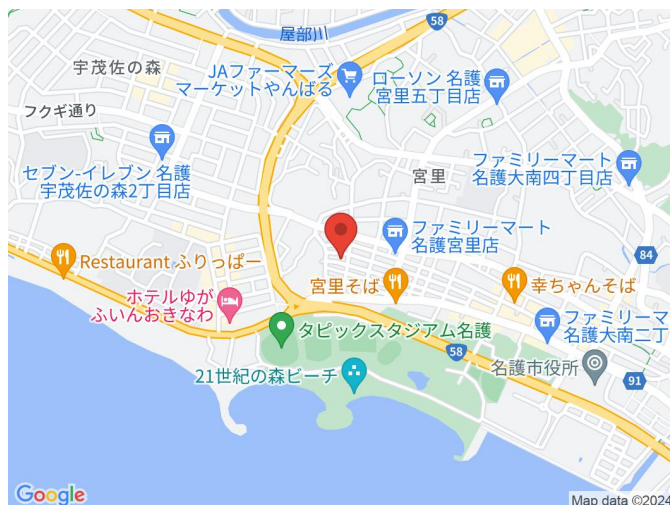 屋部川
58
宇茂佐の森
JAファーマーズ
マーケットやんばる
ローソン 名護
宮里五丁目店
フクギ通り
セブン-イレブン 名護
宇茂佐の森2丁目店
宮里
ファミリーマート
名護大南四丁目店
ファミリーマート
名護宮里店
84
Restaurant ふりっぱー
宮里そば
幸ちゃんそば
ホテルゆが
ふいんおきなわ
タピックスタジアム名護
ファミリーマ
名護大南二丁
58
名護市役所
21世紀の森ビーチ
91
Google
Map data ©2024